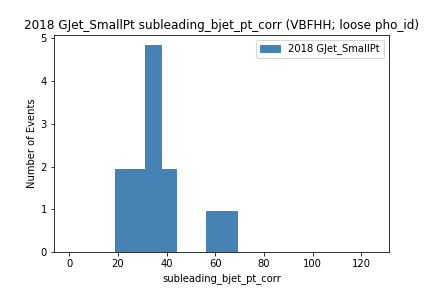 2018 GJet_SmallPt subleading_bjet_pt_corr (VBFHH; loose pho_id)
2018 GJet_SmallPt
Number of Events
5
4
3
2
1
0
0 20 40 60 80 100 120
subleading_bjet_pt_corr